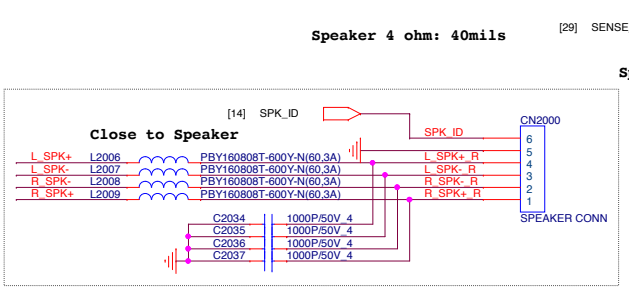 [29] SENSE
Speaker 4 ohm: 40mils
[14] SPK_ID
Close to Speaker
SPK_ID
CN2000
6
5
L_SPK+ L2006 PBY160808T-600Y-N(60,3A) L_SPK+_R 4
L_SPK- L2007 PBY160808T-600Y-N(60,3A) L_SPK-_R 3
R_SPK- L2008 PBY160808T-600Y-N(60,3A) R_SPK-_R 2
R_SPK+ L2009 PBY160808T-600Y-N(60,3A) R_SPK+_R 1
SPEAKER CONN
C2034 1000P/50V_4
C2035 1000P/50V_4
C2036 1000P/50V_4
C2037 1000P/50V_4